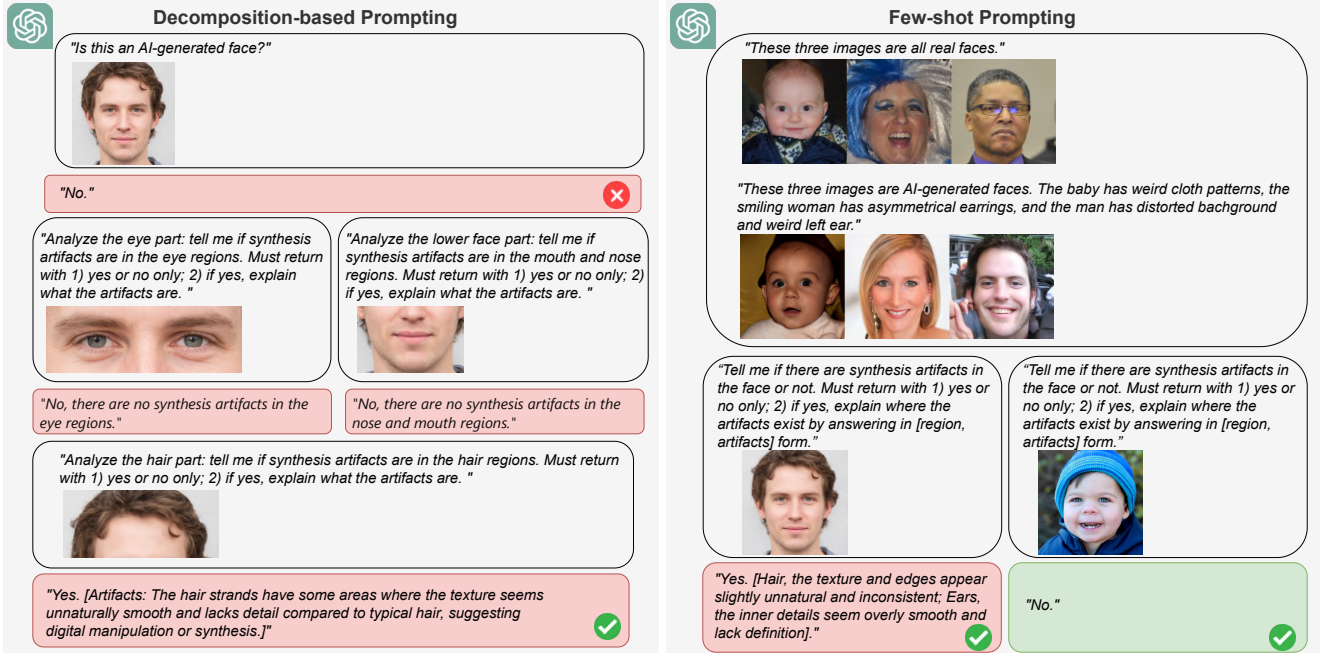 Decomposition-based Prompting
"Is this an AI-generated face?"
"No."
"Analyze the eye part: tell me if synthesis
artifacts are in the eye regions. Must return
with 1) yes or no only; 2) if yes, explain
what the artifacts are. "
"Analyze the lower face part: tell me if
synthesis artifacts are in the mouth and nose
regions. Must return with 1) yes or no only; 2)
if yes, explain what the artifacts are. "
"No, there are no synthesis artifacts in the
eye regions."
"No, there are no synthesis artifacts in the
nose and mouth regions."
"Analyze the hair part: tell me if synthesis artifacts are in the hair regions. Must return
with 1) yes or no only; 2) if yes, explain what the artifacts are. "
"Yes. [Artifacts: The hair strands have some areas where the texture seems
unnaturally smooth and lacks detail compared to typical hair, suggesting
digital manipulation or synthesis.]"
Few-shot Prompting
"These three images are all real faces."
"These three images are AI-generated faces. The baby has weird cloth patterns, the
smiling woman has asymmetrical earrings, and the man has distorted bachground
and weird left ear."
“Tell me if there are synthesis artifacts in
the face or not. Must return with 1) yes or
no only; 2) if yes, explain where the
artifacts exist by answering in [region,
artifacts] form.”
“Tell me if there are synthesis artifacts in
the face or not. Must return with 1) yes or
no only; 2) if yes, explain where the
artifacts exist by answering in [region,
artifacts] form.”
"Yes. [Hair, the texture and edges appear
slightly unnatural and inconsistent; Ears,
the inner details seem overly smooth and
lack definition]."
"No."